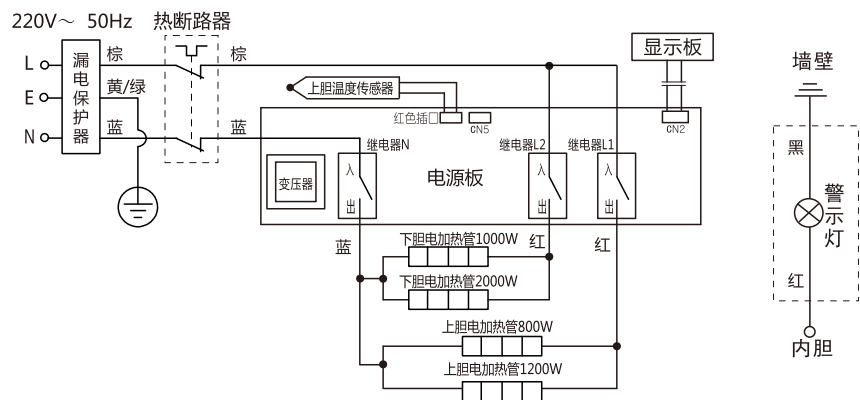 220V～ 50Hz 热断路器
L 棕 棕
E 黄/绿
N 蓝 蓝
漏电保护器
上胆温度传感器
红色插口
CN5
显示板
CN2
继电器N
继电器L2
继电器L1
变压器
入 出
电源板
入 出
入 出
蓝
红
红
下胆电加热管1000W
下胆电加热管2000W
上胆电加热管800W
上胆电加热管1200W
墙壁
黑
警示灯
红
内胆